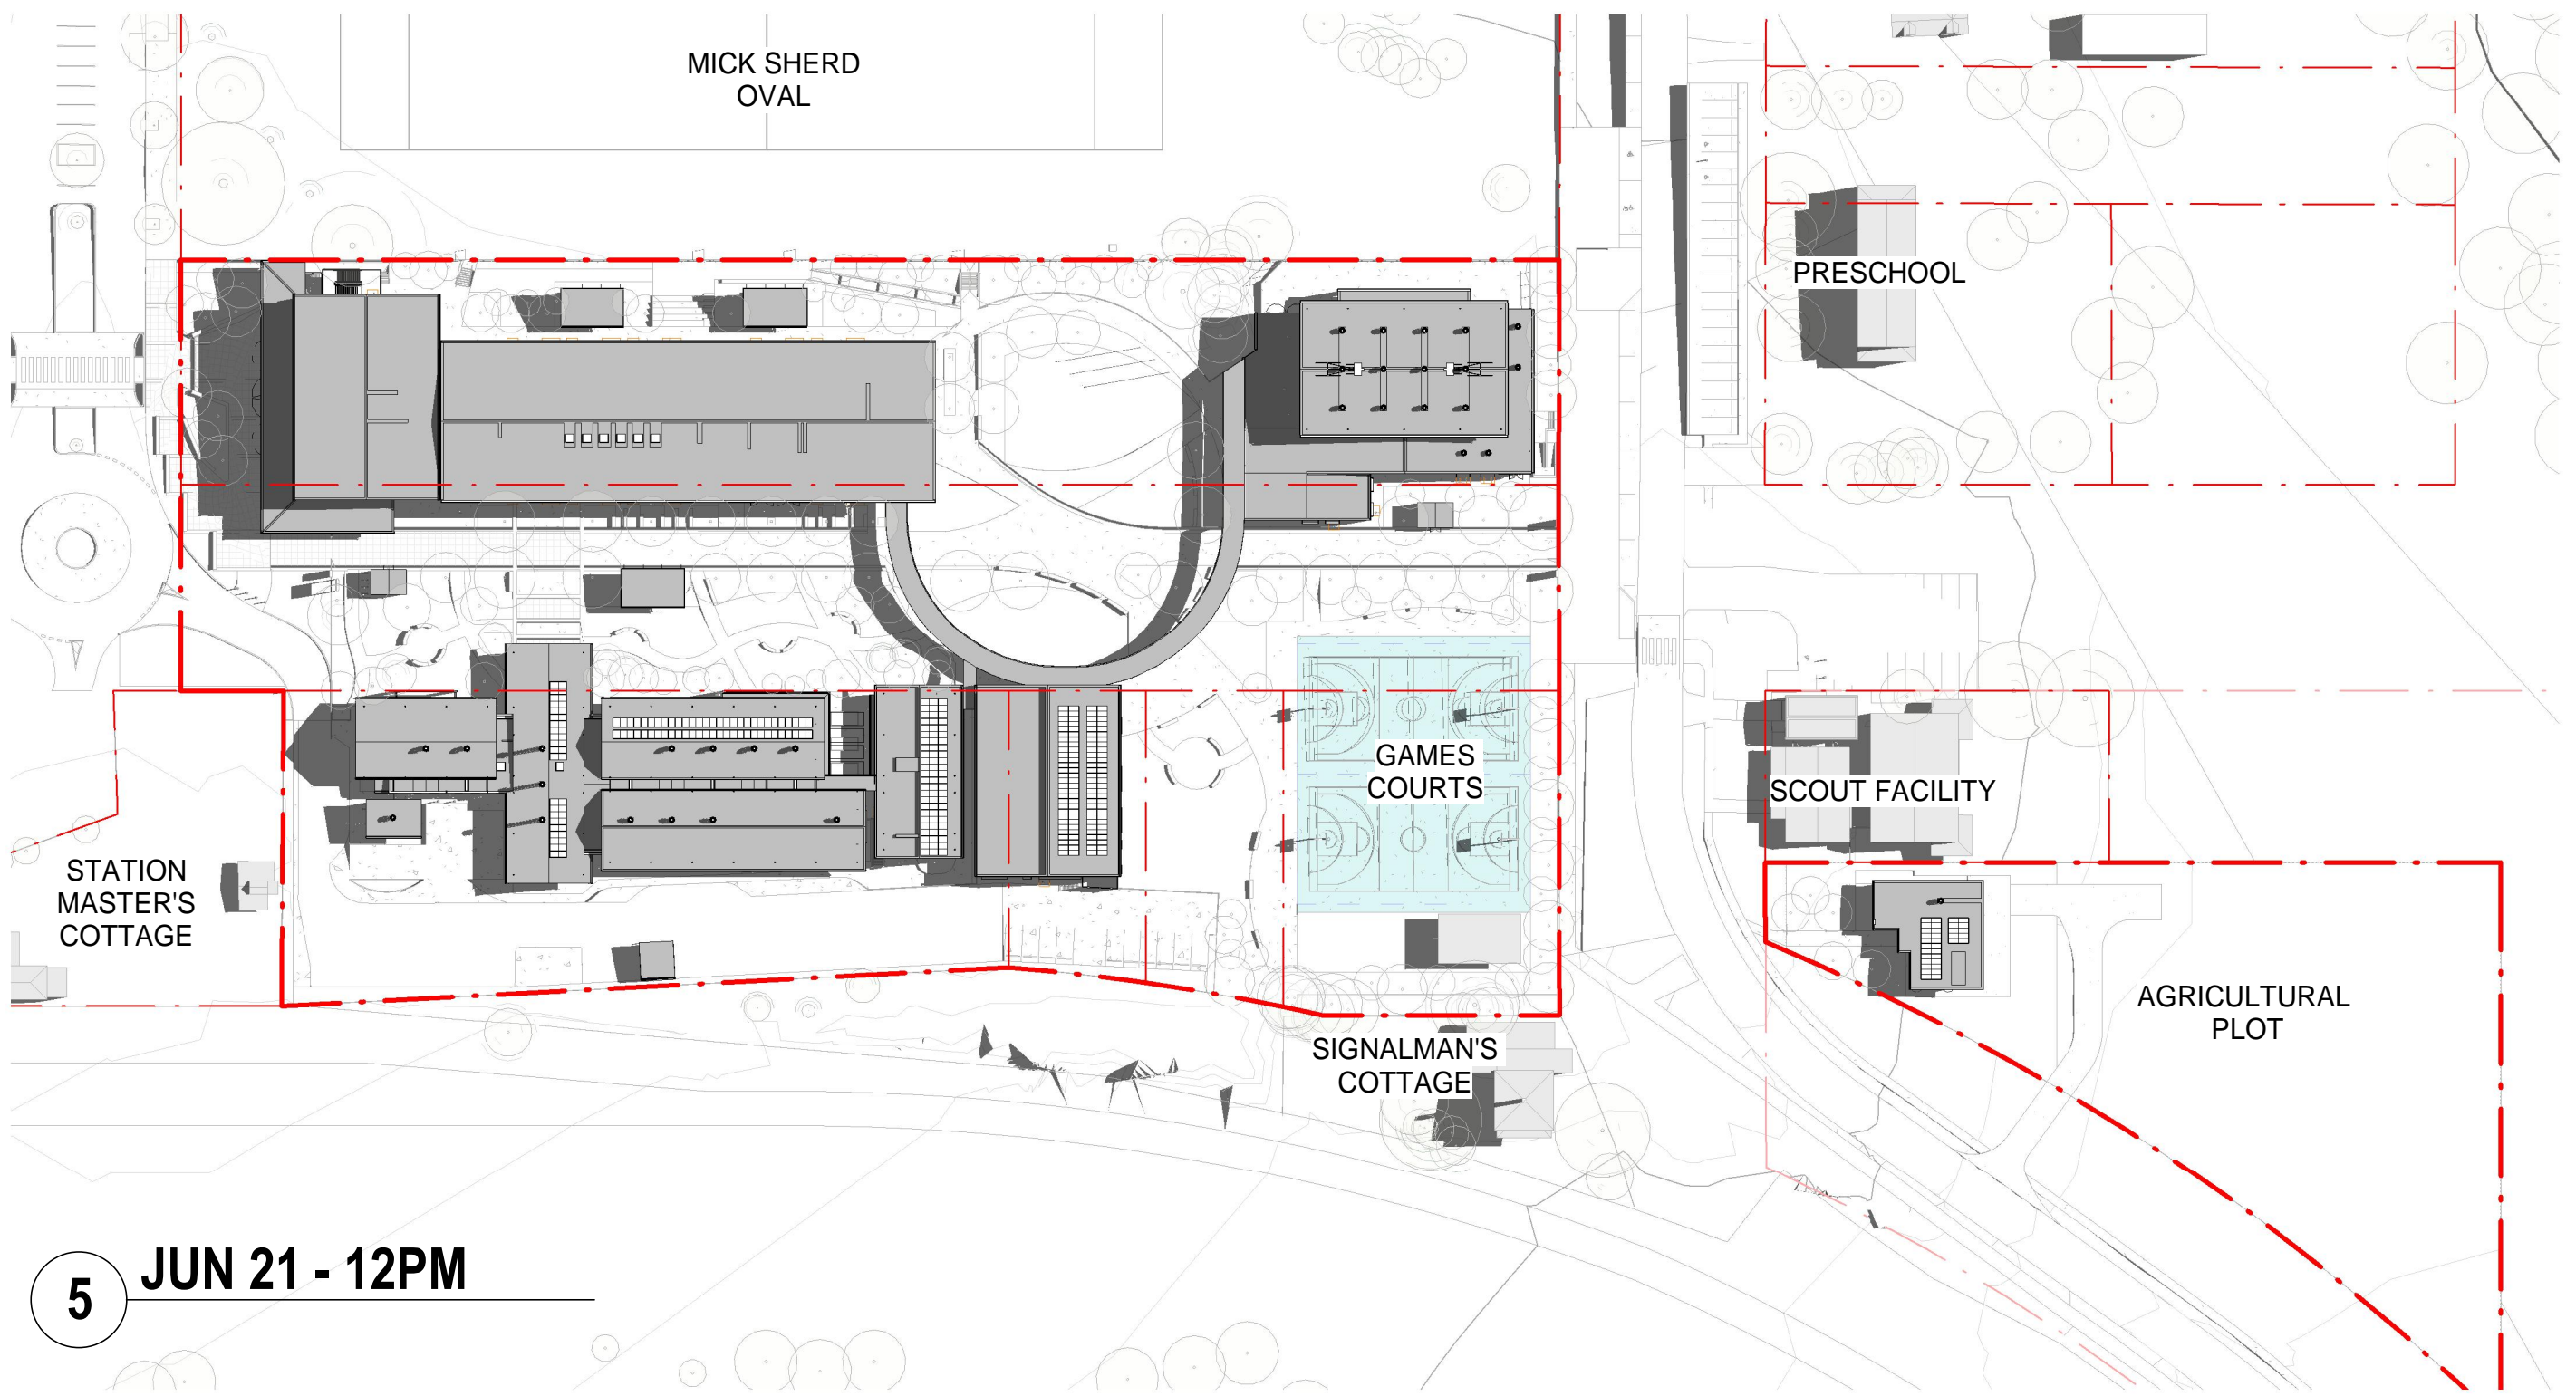 MICK SHERD
OVAL
PRESCHOOL
GAMES
COURTS
SCOUT FACILITY
STATION
MASTER'S
COTTAGE
AGRICULTURAL
PLOT
SIGNALMAN'S
COTTAGE
5
JUN 21 - 12PM